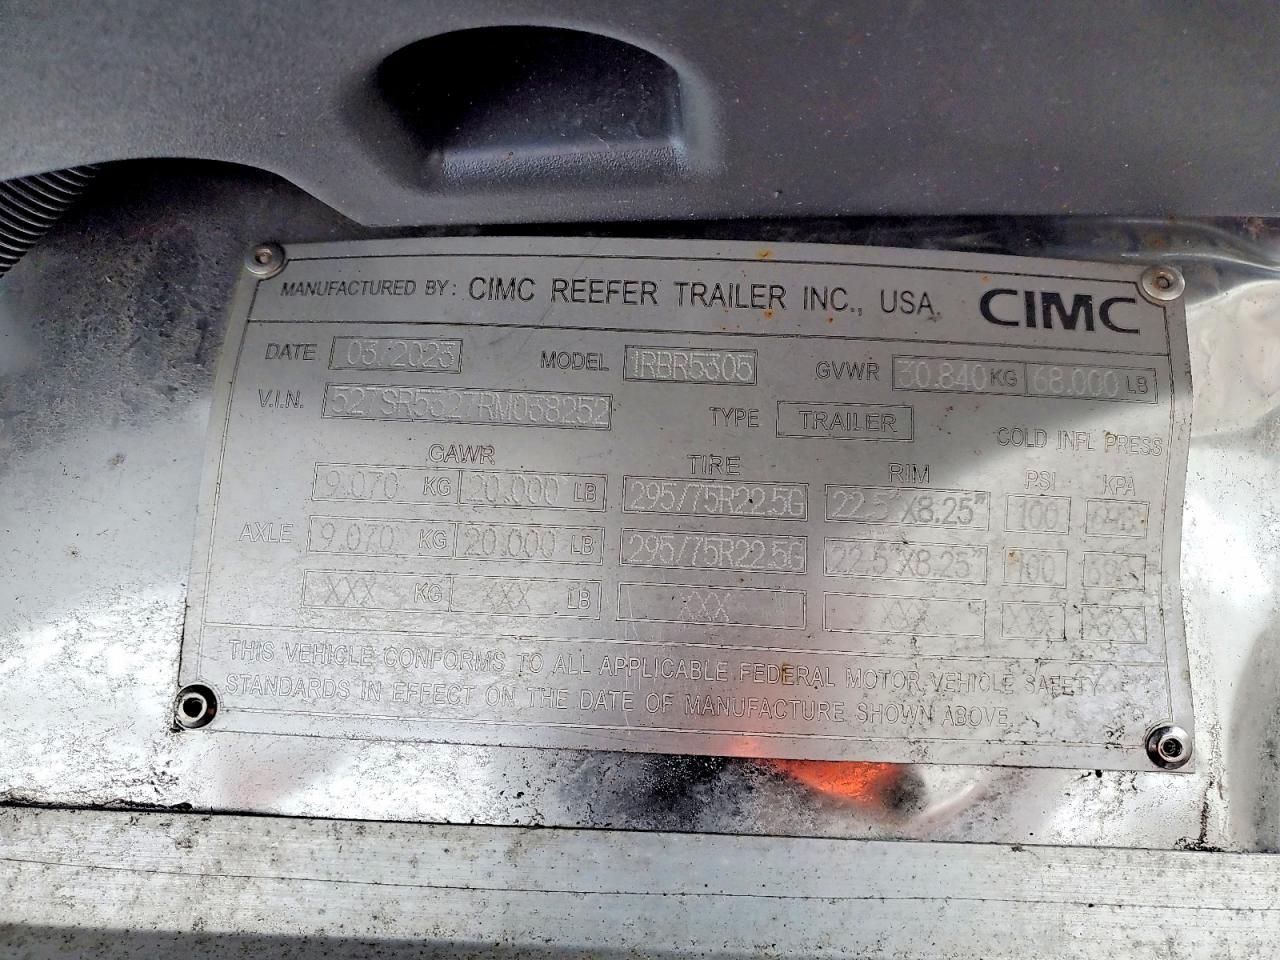 MANUFACTURED BY: CIMC REEFER TRAILER INC., USA. CIMC
DATE 03/2023 MODEL 1RBR5305 GVWR 30.840 KG 68.000 LB
V.I.N. 527SR5327RM038252 TYPE TRAILER
COLD INFL PRESS
GAWR TIRE RIM PSI KPA
9.070 KG 20.000 LB 295/75R22.5G 22.5"X8.25" 100
AXLE 9.070 KG 20.000 LB 295/75R22.5G 22.5"X8.25" 100
XXX KG XXX LB XXX XXX XXX XXX
THIS VEHICLE CONFORMS TO ALL APPLICABLE FEDERAL MOTOR VEHICLE SAFETY
STANDARDS IN EFFECT ON THE DATE OF MANUFACTURE SHOWN ABOVE.